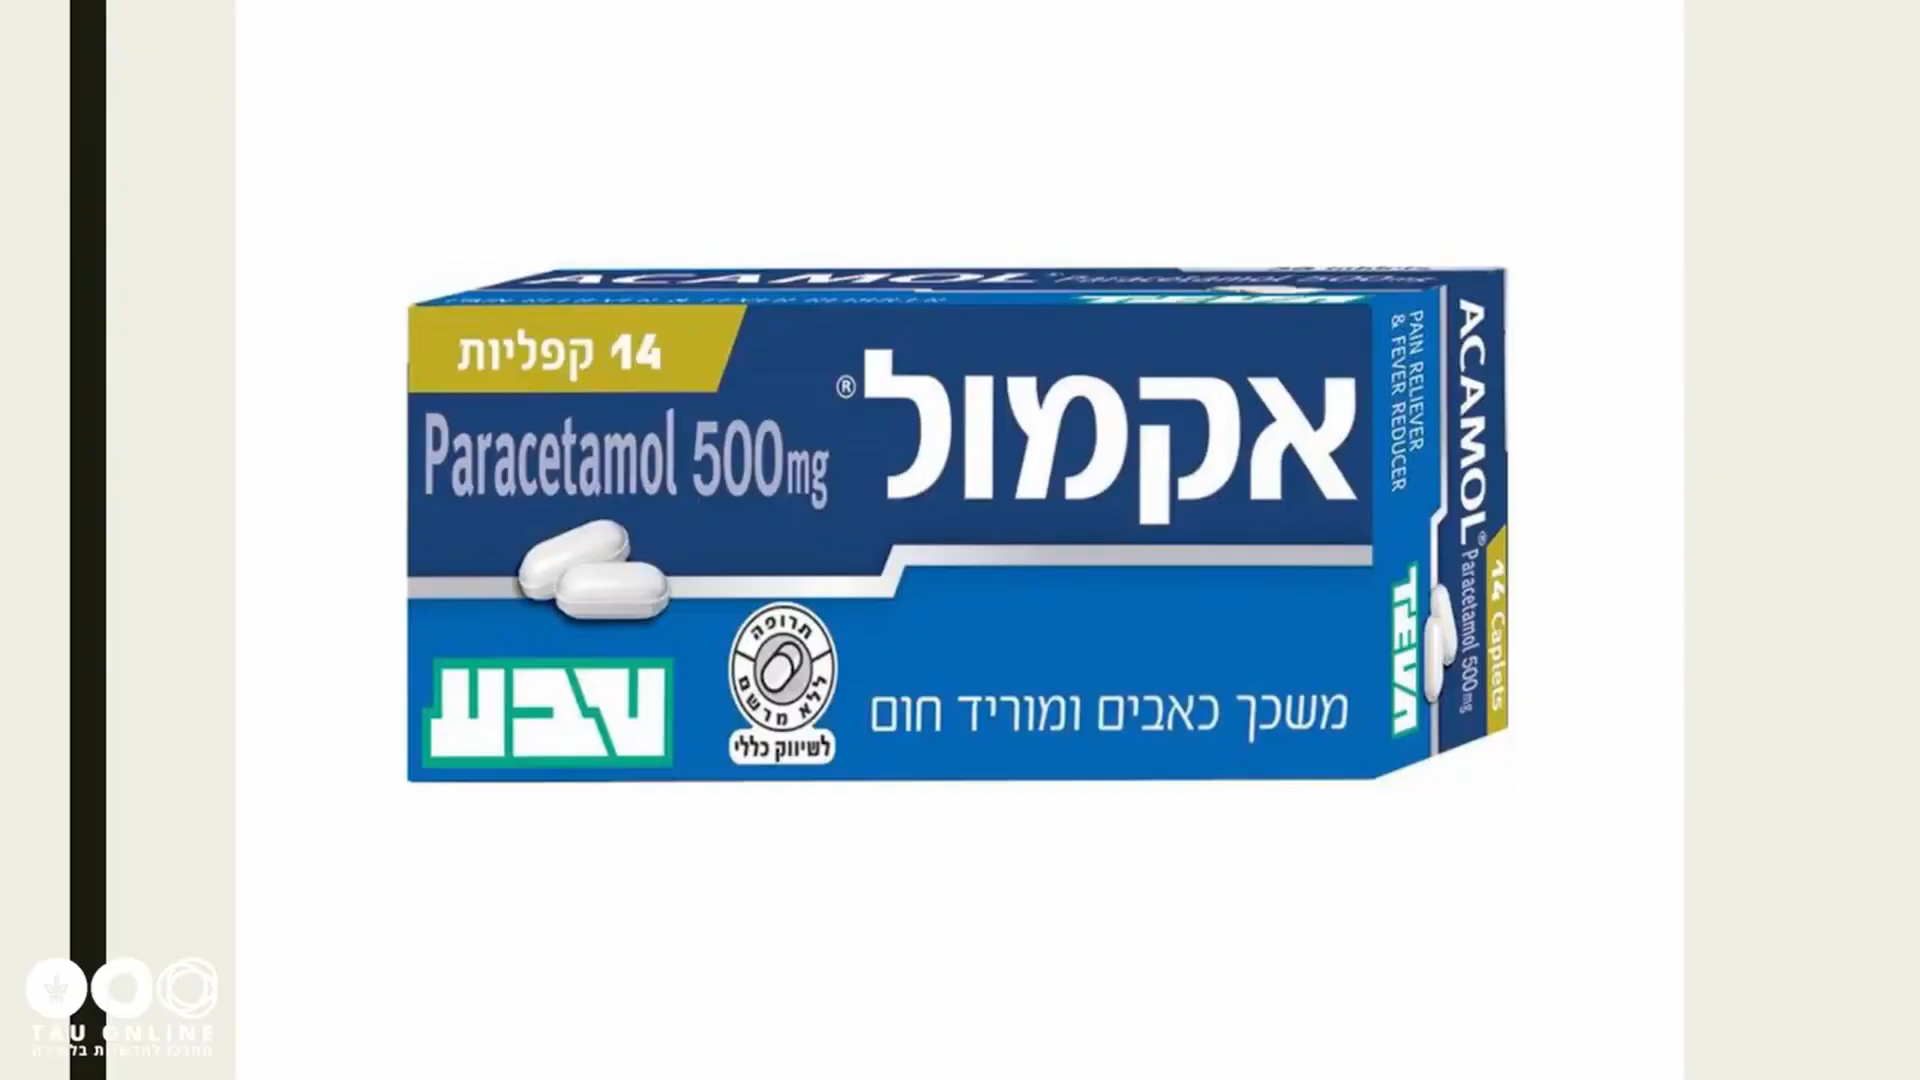 ACAMOL
14 קפליות
אקמול®
Paracetamol 500mg
תרופה
ללא מרשם
לשיווק כללי
משכך כאבים ומוריד חום
טבע
PAIN RELIEVER
& FEVER REDUCER
TEVA
ACAMOL®
Paracetamol 500mg
14 Caplets
TAU ONLINE